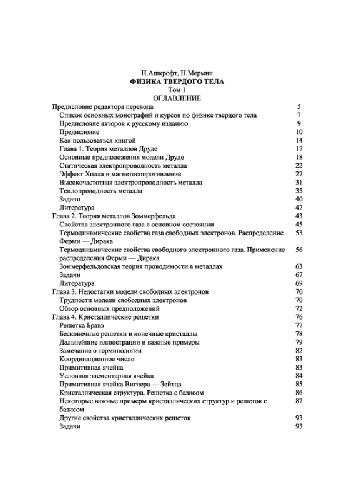 Н.Ашкрофт, Н.Мермин
ФИЗИКА ТВЕРДОГО ТЕЛА
Том 1
ОГЛАВЛЕНИЕ
Предисловие редактора перевода 5
Список основных монографий и курсов по физике твердого тела 7
Предисловие авторов к русскому изданию 9
Предисловие 10
Как пользоваться книгой 14
Глава 1. Теория металлов Друде 17
Основные предположения модели Друде 18
Статическая электропроводность металла 22
Эффект Холла и магнетосопротивление 27
Высокочастотная электропроводность металла 31
Теплопроводность металла 35
Задачи 40
Литература 42
Глава 2. Теория металлов Зоммерфельда 43
Свойства электронного газа в основном состоянии 45
Термодинамические свойства газа свободных электронов. Распределение 53
Ферми — Дирака
Термодинамические свойства свободного электронного газа. Применение 56
распределения Ферми — Дирака
Зоммерфельдовская теория проводимости в металлах 63
Задачи 67
Литература 69
Глава 3. Недостатки модели свободных электронов 70
Трудности модели свободных электронов 70
Обзор основных предположений 72
Глава 4. Кристаллические решетки 76
Решетка Браве 77
Бесконечные решетки и конечные кристаллы 78
Дальнейшие иллюстрации и важные примеры 79
Замечание о терминологии 82
Координационное число 83
Примитивная ячейка 83
Условная элементарная ячейка 84
Примитивная ячейка Вигнера — Зейтца 85
Кристаллическая структура. Решетка с базисом 86
Некоторые важные примеры кристаллических структур и решеток с 87
базисом
Другие свойства кристаллических решеток 93
Задачи 93